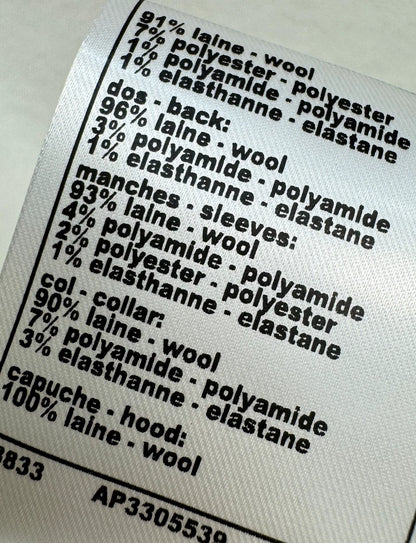 91% laine - wool
7% polyester - polyester
1% polyamide - polyamide
1% elasthanne - elastane
dos - back:
96% laine - wool
3% polyamide - polyamide
1% elasthanne - elastane
manches - sleeves:
93% laine - wool
4% polyamide - polyamide
2% polyester - polyester
1% elasthanne - elastane
col - collar:
90% laine - wool
7% polyamide - polyamide
3% elasthanne - elastane
capuche - hood:
100% laine - wool
3833
AP3305539